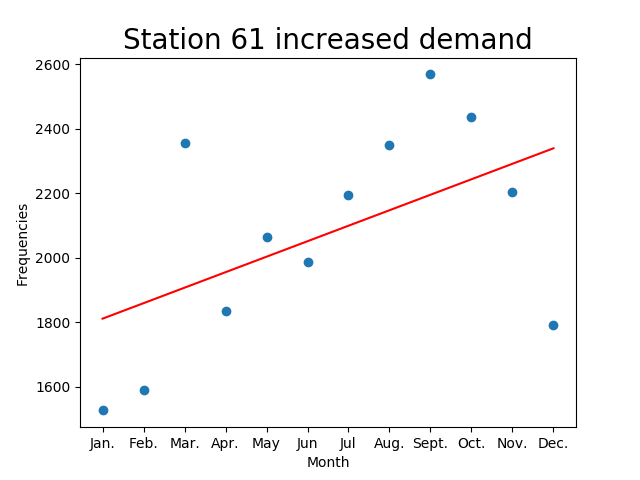 Station 61 increased demand
2600
2400
2200
2000
1800
1600
Frequencies
Jan. Feb. Mar. Apr. May Jun Jul Aug. Sept. Oct. Nov. Dec.
Month